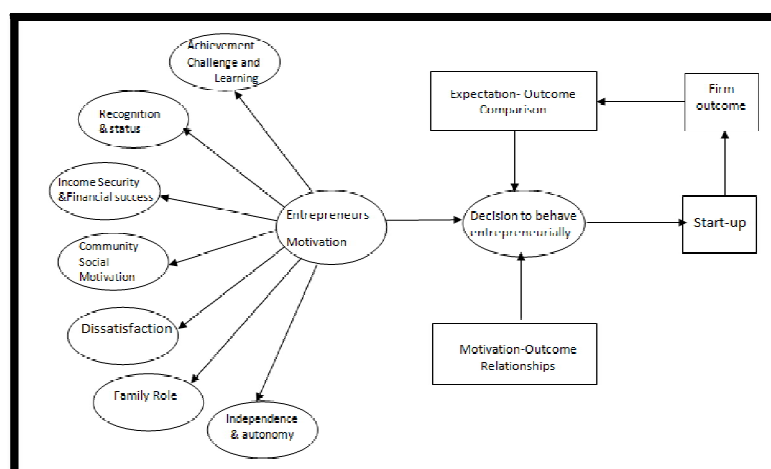 Achievement
Challenge and
Learning
Recognition
& status
Income Security
&Financial success
Community
Social
Motivation
Dissatisfaction
Family Role
Independence
& autonomy
Entrepreneurs
Motivation
Expectation- Outcome
Comparison
Firm
outcome
Decision to behave
entrepreneurially
Start-up
Motivation-Outcome
Relationships